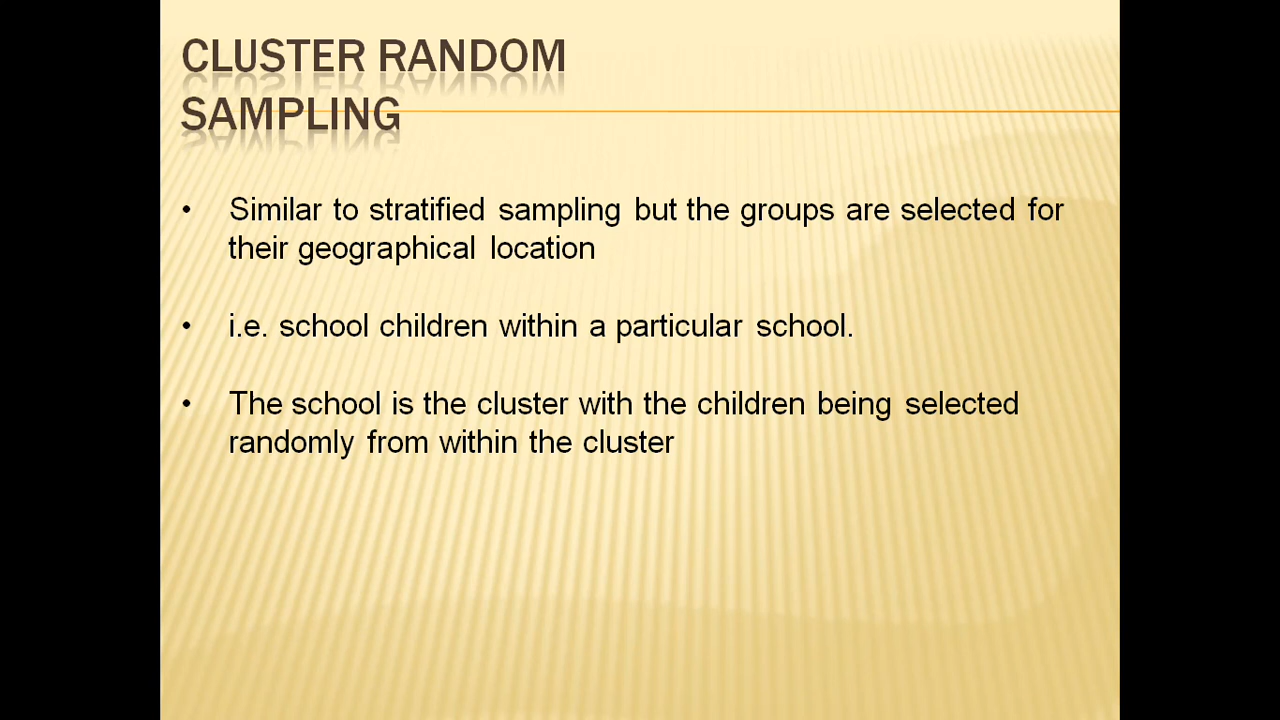 CLUSTER RANDOM
SAMPLING
• Similar to stratified sampling but the groups are selected for
their geographical location
• i.e. school children within a particular school.
• The school is the cluster with the children being selected
randomly from within the cluster